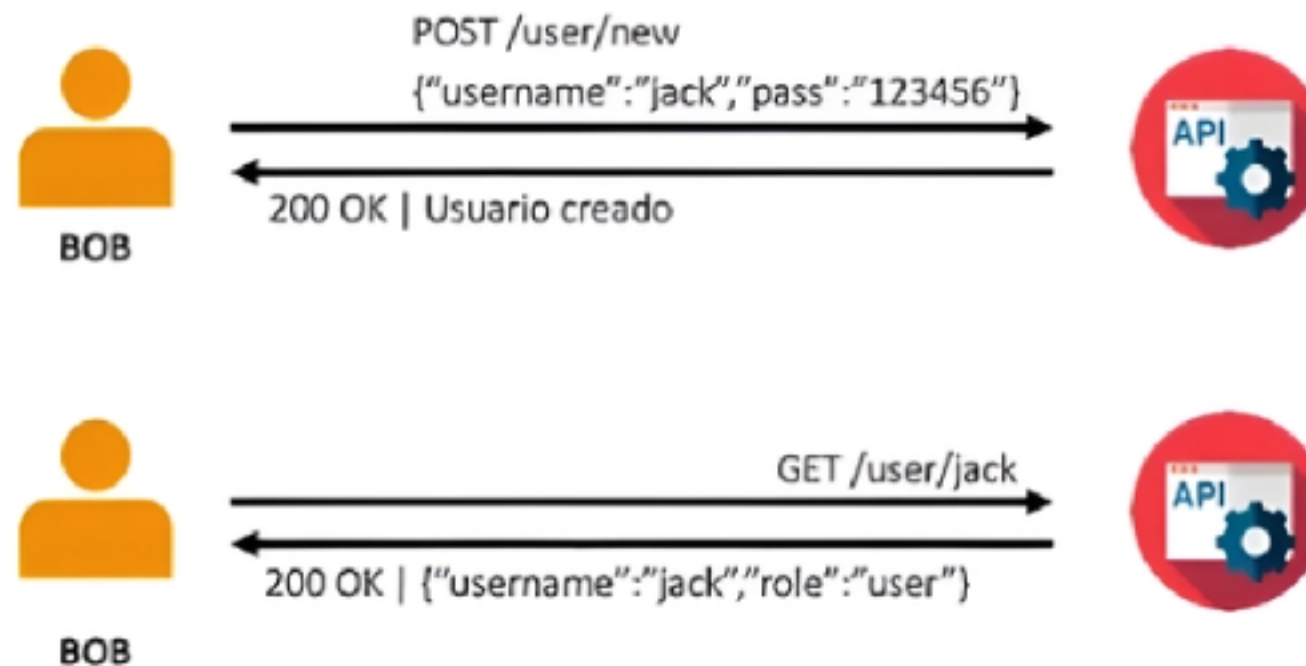 POST /user/new
{"username":"jack","pass":"123456"}
API
200 OK | Usuario creado
BOB
GET /user/jack
API
200 OK | {"username":"jack","role":"user"}
BOB